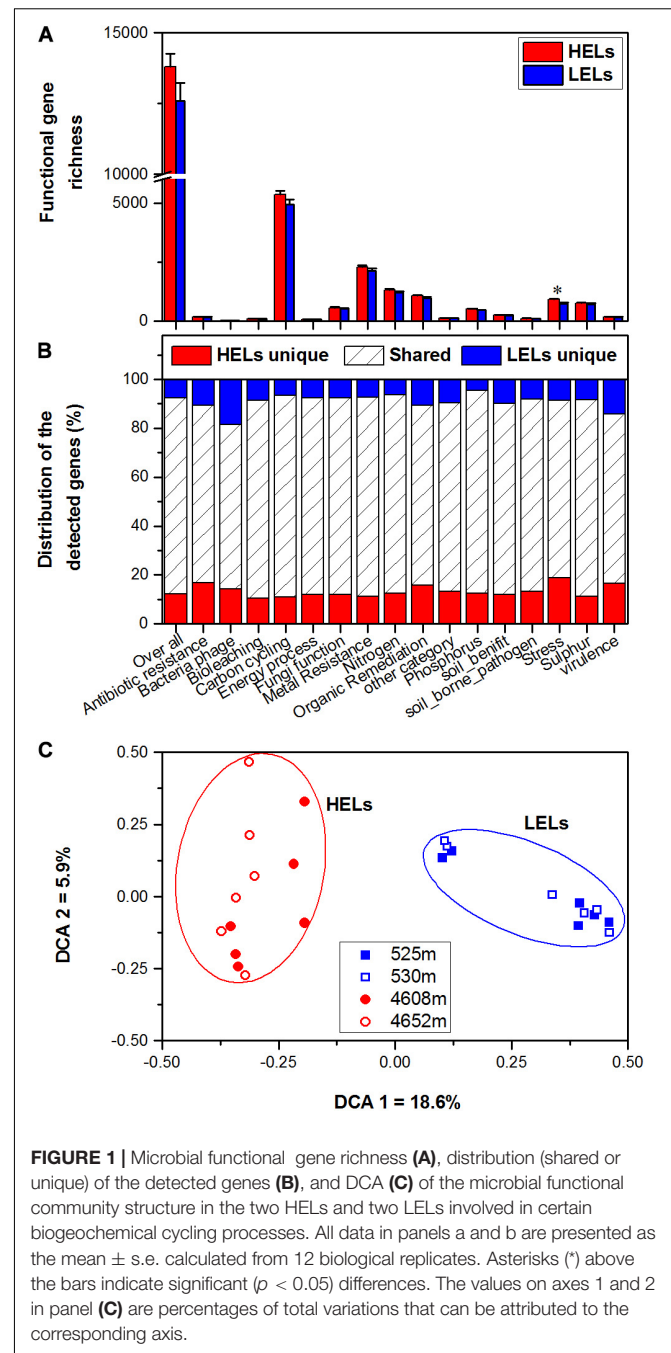 A
15000
10000
5000
0
Functional gene
richness
HELs
LELs
*
B
HELs unique
Shared
LELs unique
100
80
60
40
20
0
Distribution of the
detected genes (%)
Over all
Antibiotic resistance
Bacteria phage
Bioleaching
Carbon cycling
Energy process
Fungi function
Metal Resistance
Nitrogen
Organic Remediation
other category
Phosphorus
soil_benifit
soil_borne_pathogen
Stress
Sulphur
virulence
C
0.50
0.25
0.00
-0.25
-0.50
DCA 2 = 5.9%
HELs
LELs
525m
530m
4608m
4652m
-0.50
-0.25
0.00
0.25
0.50
DCA 1 = 18.6%
FIGURE 1 | Microbial functional gene richness (A), distribution (shared or
unique) of the detected genes (B), and DCA (C) of the microbial functional
community structure in the two HELs and two LELs involved in certain
biogeochemical cycling processes. All data in panels a and b are presented as
the mean ± s.e. calculated from 12 biological replicates. Asterisks (*) above
the bars indicate significant (p < 0.05) differences. The values on axes 1 and 2
in panel (C) are percentages of total variations that can be attributed to the
corresponding axis.